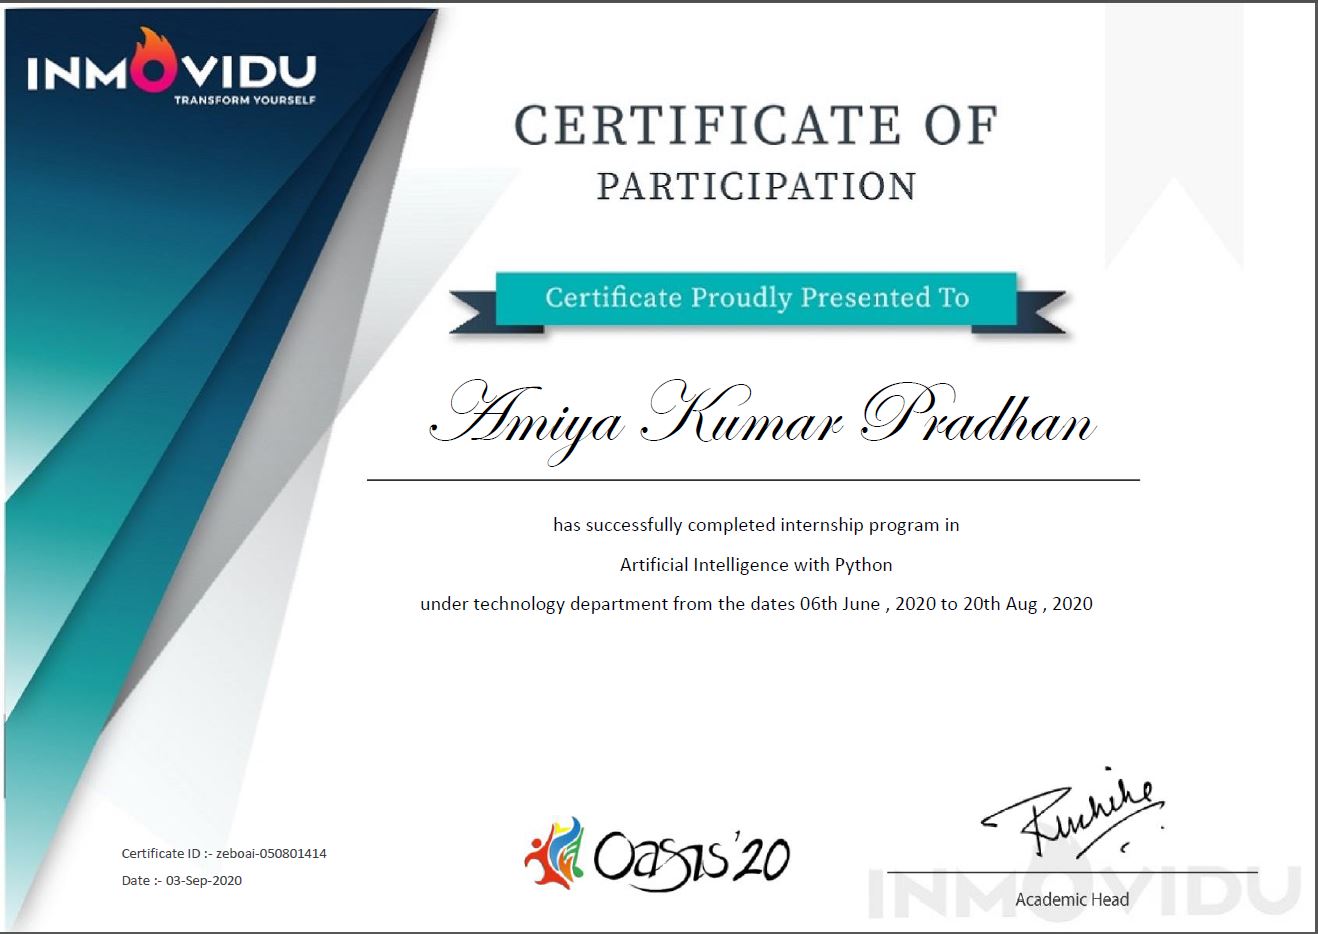 INMOVIDU
TRANSFORM YOURSELF
CERTIFICATE OF
PARTICIPATION
Certificate Proudly Presented To
Amiya Kumar Pradhan
has successfully completed internship program in
Artificial Intelligence with Python
under technology department from the dates 06th June , 2020 to 20th Aug , 2020
Certificate ID :- zeboai-050801414
Date :- 03-Sep-2020
Oasis'20
Ruchike
Academic Head
INMOVIDU